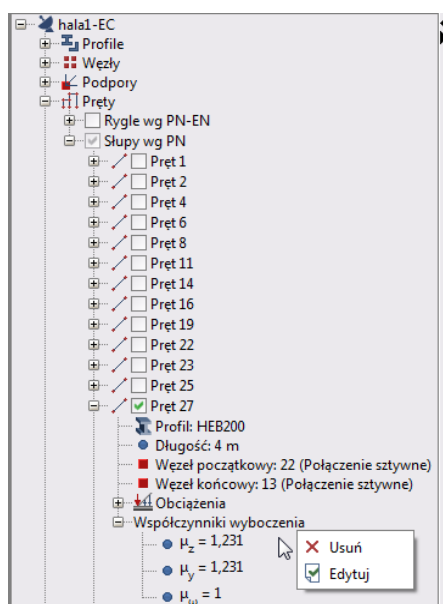 hala1-EC
Profile
Węzły
Podpory
Pręty
Rygle wg PN-EN
Słupy wg PN
Pręt 1
Pręt 2
Pręt 4
Pręt 6
Pręt 8
Pręt 11
Pręt 14
Pręt 16
Pręt 19
Pręt 22
Pręt 23
Pręt 25
Pręt 27
Profil: HEB200
Długość: 4 m
Węzeł początkowy: 22 (Połączenie sztywne)
Węzeł końcowy: 13 (Połączenie sztywne)
Obciążenia
Współczynniki wyboczenia
μz = 1,231
Usuń
μy = 1,231
Edytuj
μω = 1